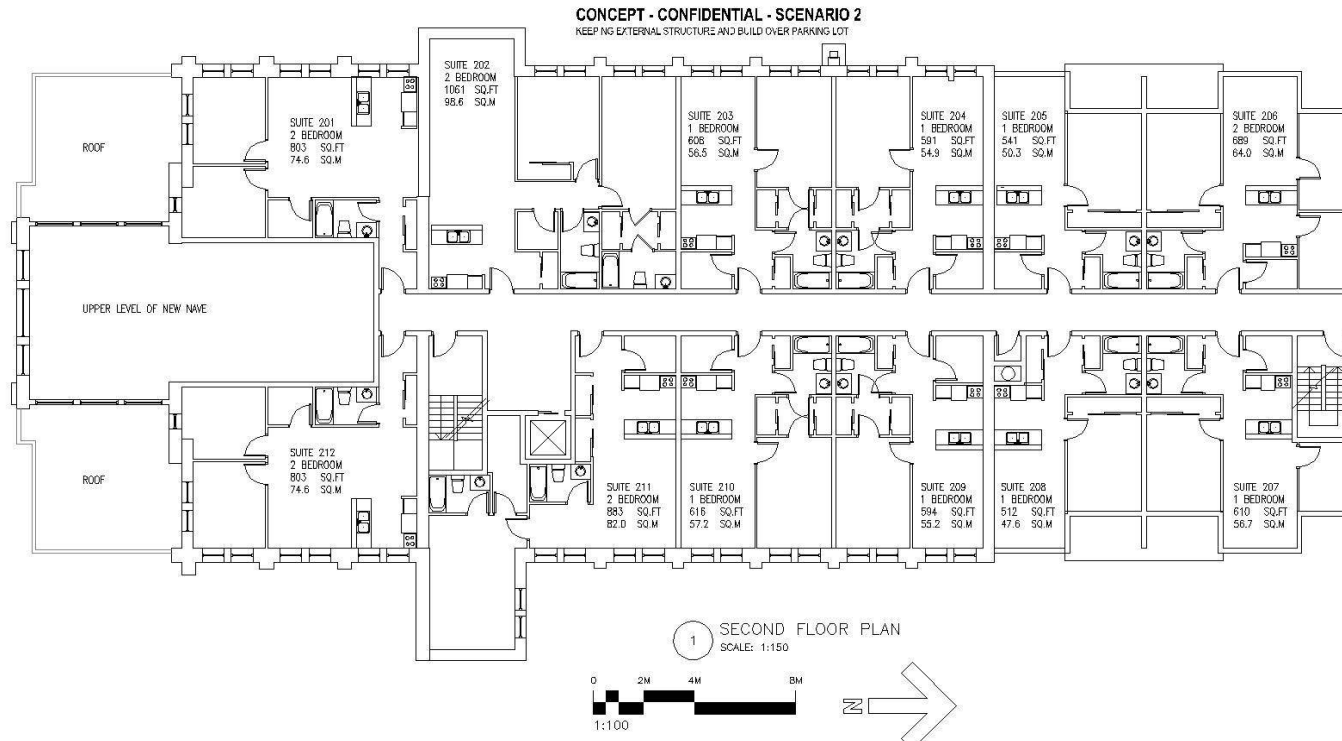 CONCEPT - CONFIDENTIAL - SCENARIO 2
KEEPING EXTERNAL STRUCTURE AND BUILD OVER PARKING LOT
SUITE 201
2 BEDROOM
803 SQ.FT
74.6 SQ.M
SUITE 202
2 BEDROOM
1061 SQ.FT
98.6 SQ.M
SUITE 203
1 BEDROOM
608 SQ.FT
56.5 SQ.M
SUITE 204
1 BEDROOM
591 SQ.FT
54.9 SQ.M
SUITE 205
1 BEDROOM
541 SQ.FT
50.3 SQ.M
SUITE 206
2 BEDROOM
689 SQ.FT
64.0 SQ.M
ROOF
UPPER LEVEL OF NEW NAVE
ROOF
SUITE 212
2 BEDROOM
803 SQ.FT
74.6 SQ.M
SUITE 211
2 BEDROOM
883 SQ.FT
82.0 SQ.M
SUITE 210
1 BEDROOM
616 SQ.FT
57.2 SQ.M
SUITE 209
1 BEDROOM
594 SQ.FT
55.2 SQ.M
SUITE 208
1 BEDROOM
512 SQ.FT
47.6 SQ.M
SUITE 207
1 BEDROOM
610 SQ.FT
56.7 SQ.M
1
SECOND FLOOR PLAN
SCALE: 1:150
0 2M 4M 8M
1:100
N